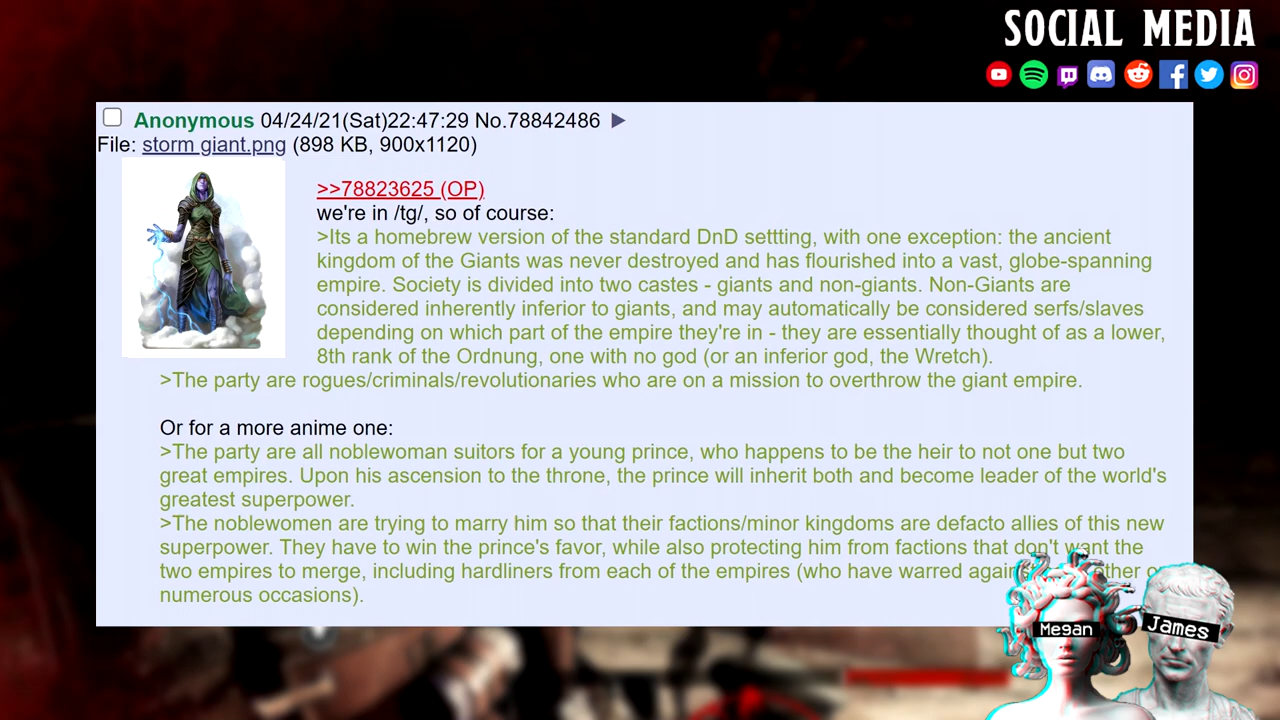 SOCIAL MEDIA
Anonymous 04/24/21(Sat)22:47:29 No.78842486 ▶
File: storm giant.png (898 KB, 900x1120)
>>78823625 (OP)
we're in /tg/, so of course:
>Its a homebrew version of the standard DnD settting, with one exception: the ancient
kingdom of the Giants was never destroyed and has flourished into a vast, globe-spanning
empire. Society is divided into two castes - giants and non-giants. Non-Giants are
considered inherently inferior to giants, and may automatically be considered serfs/slaves
depending on which part of the empire they're in - they are essentially thought of as a lower,
8th rank of the Ordnung, one with no god (or an inferior god, the Wretch).
>The party are rogues/criminals/revolutionaries who are on a mission to overthrow the giant empire.
Or for a more anime one:
>The party are all noblewoman suitors for a young prince, who happens to be the heir to not one but two
great empires. Upon his ascension to the throne, the prince will inherit both and become leader of the world's
greatest superpower.
>The noblewomen are trying to marry him so that their factions/minor kingdoms are defacto allies of this new
superpower. They have to win the prince's favor, while also protecting him from factions that don't want the
two empires to merge, including hardliners from each of the empires (who have warred
numerous occasions).
Megan
James